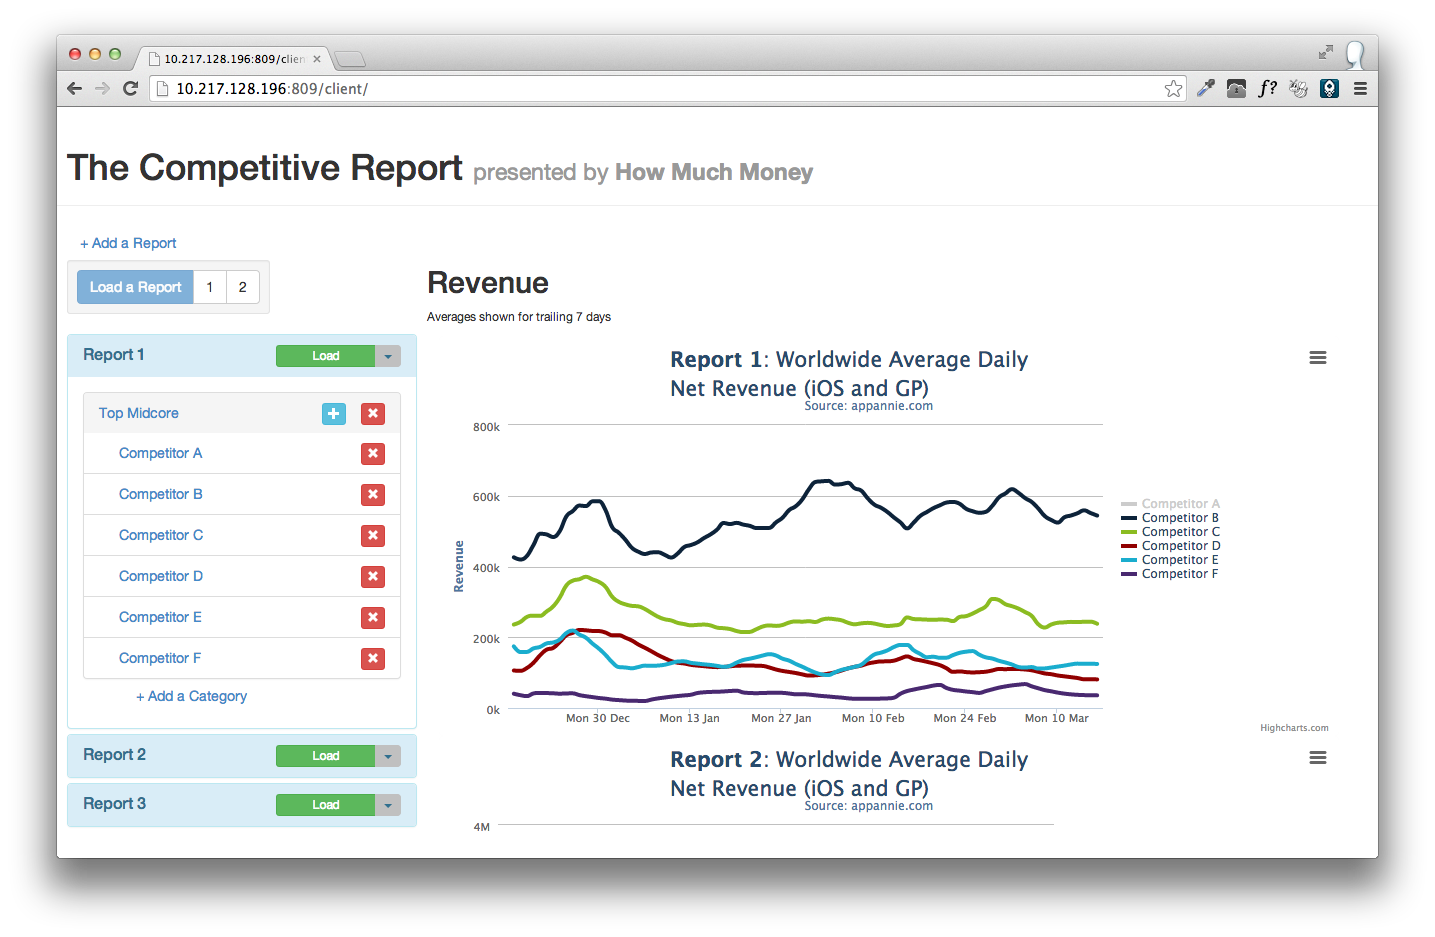 10.217.128.196:809/clien
10.217.128.196:809/client/
f?
The Competitive Report presented by How Much Money
+ Add a Report
Load a Report 1 2
Report 1 Load
Top Midcore
Competitor A
Competitor B
Competitor C
Competitor D
Competitor E
Competitor F
+ Add a Category
Report 2 Load
Report 3 Load
Revenue
Averages shown for trailing 7 days
Report 1: Worldwide Average Daily
Net Revenue (iOS and GP)
Source: appannie.com
800k
600k
400k
200k
0k
Revenue
Mon 30 Dec Mon 13 Jan Mon 27 Jan Mon 10 Feb Mon 24 Feb Mon 10 Mar
Competitor A
Competitor B
Competitor C
Competitor D
Competitor E
Competitor F
Highcharts.com
Report 2: Worldwide Average Daily
Net Revenue (iOS and GP)
Source: appannie.com
4M